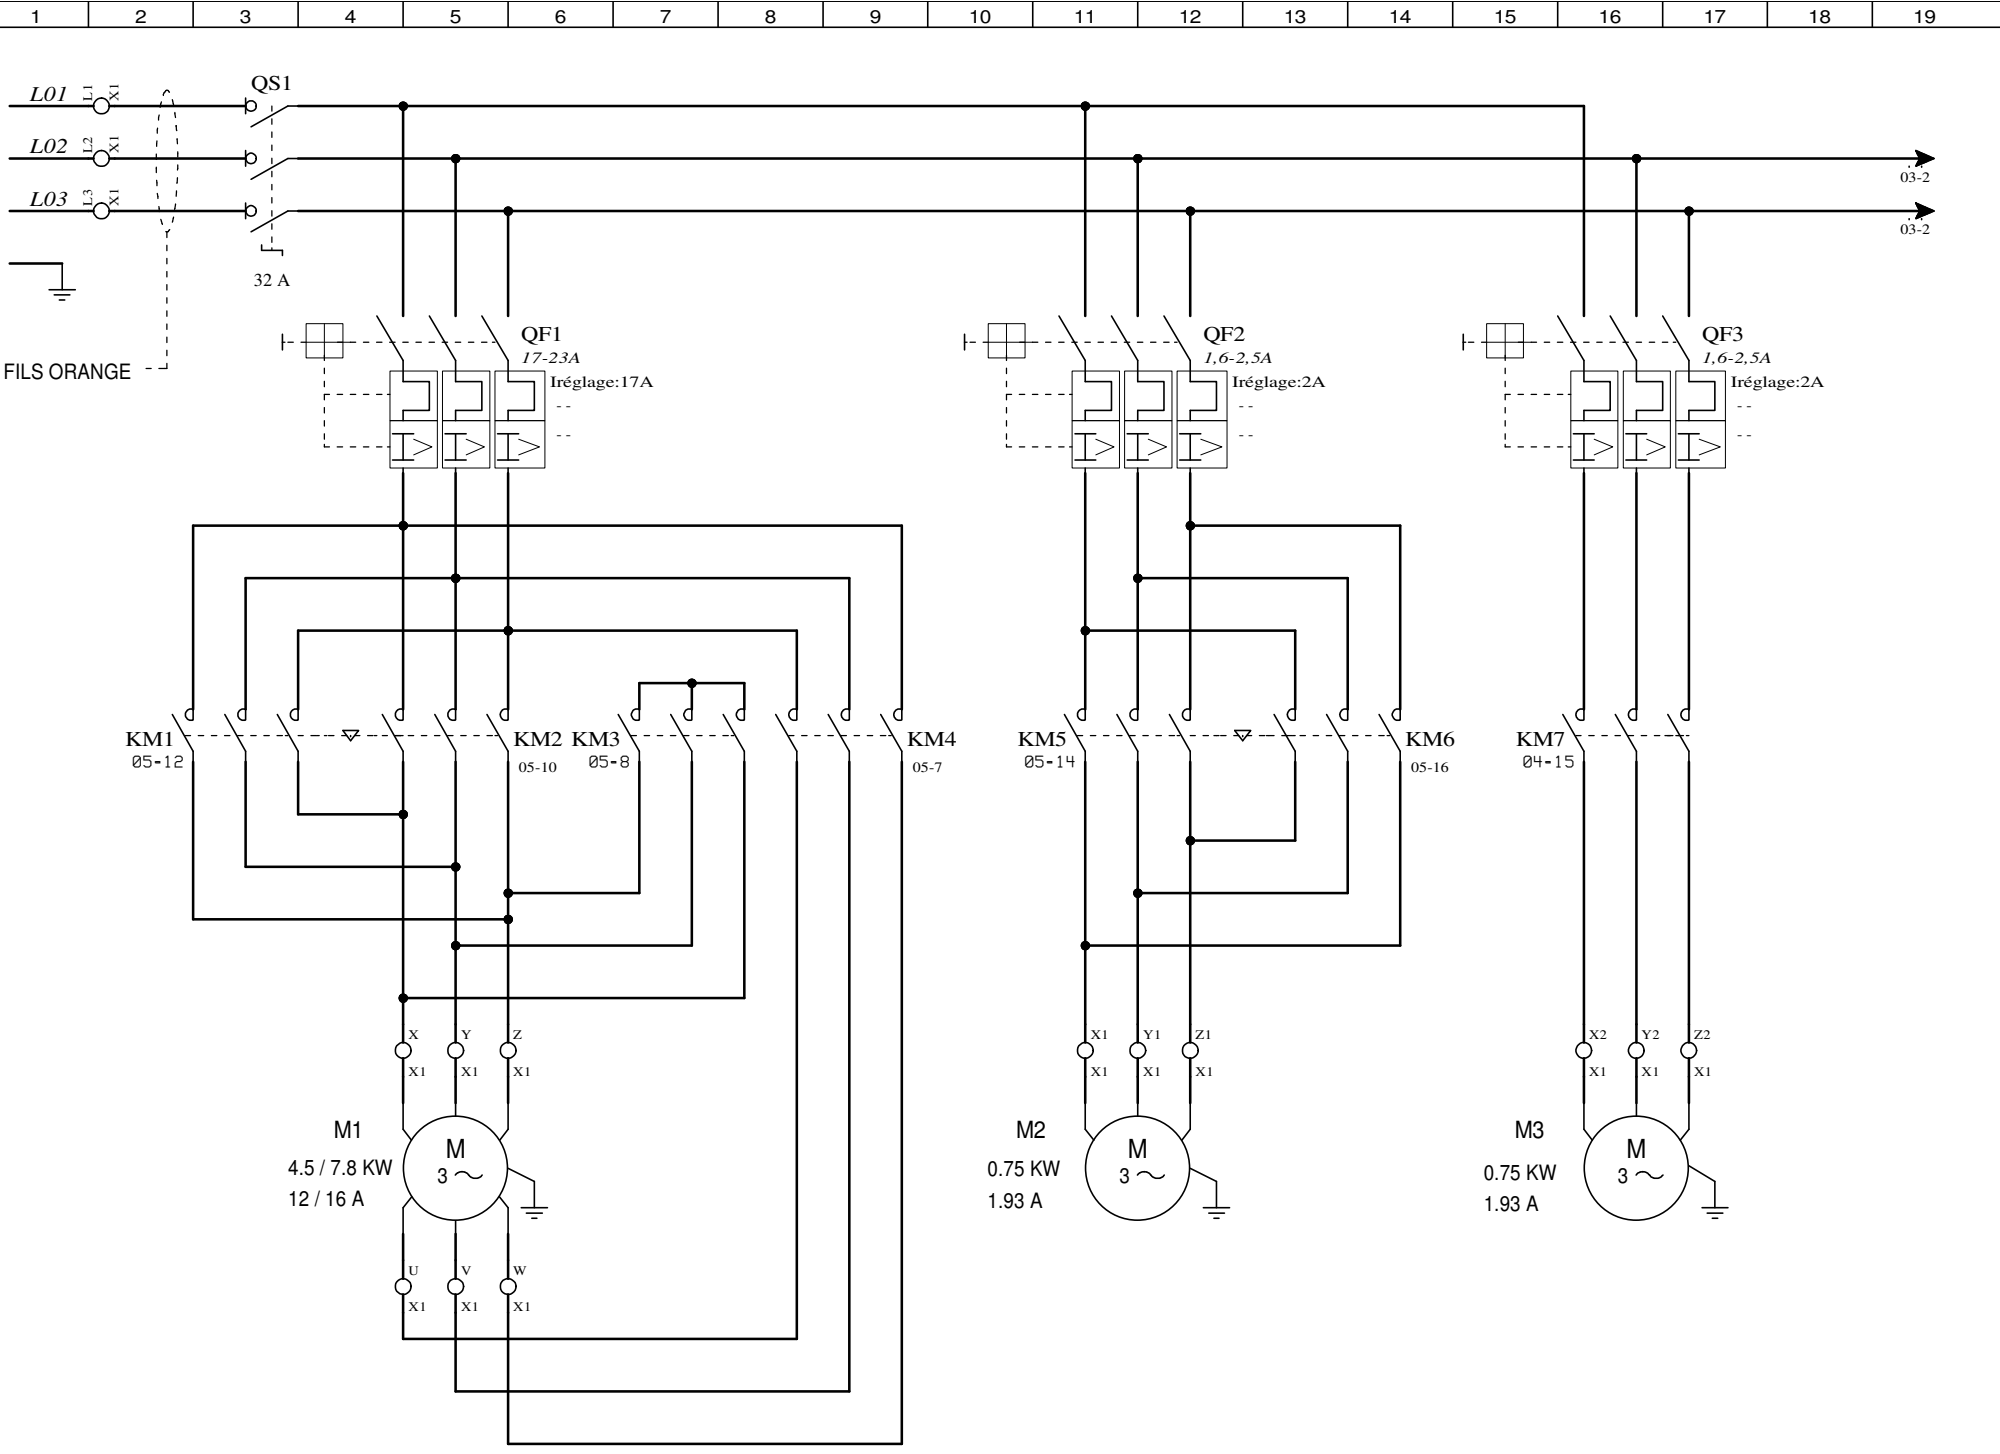 1 2 3 4 5 6 7 8 9 10 11 12 13 14 15 16 17 18 19
QS1
L01 L1 X1
L02 L2 X1
L03 L3 X1
03-2
03-2
32 A
FILS ORANGE
QF1
17-23A
Iréglage:17A
- -
- -
QF2
1,6-2,5A
Iréglage:2A
- -
- -
QF3
1,6-2,5A
Iréglage:2A
- -
- -
KM1
05-12
KM2
05-10
KM3
05-8
KM4
05-7
KM5
05-14
KM6
05-16
KM7
04-15
X Y Z
X1 X1 X1
X1 Y1 Z1
X1 X1 X1
X2 Y2 Z2
X1 X1 X1
M1
4.5 / 7.8 KW
12 / 16 A
M
3
M2
0.75 KW
1.93 A
M
3
M3
0.75 KW
1.93 A
M
3
U V W
X1 X1 X1